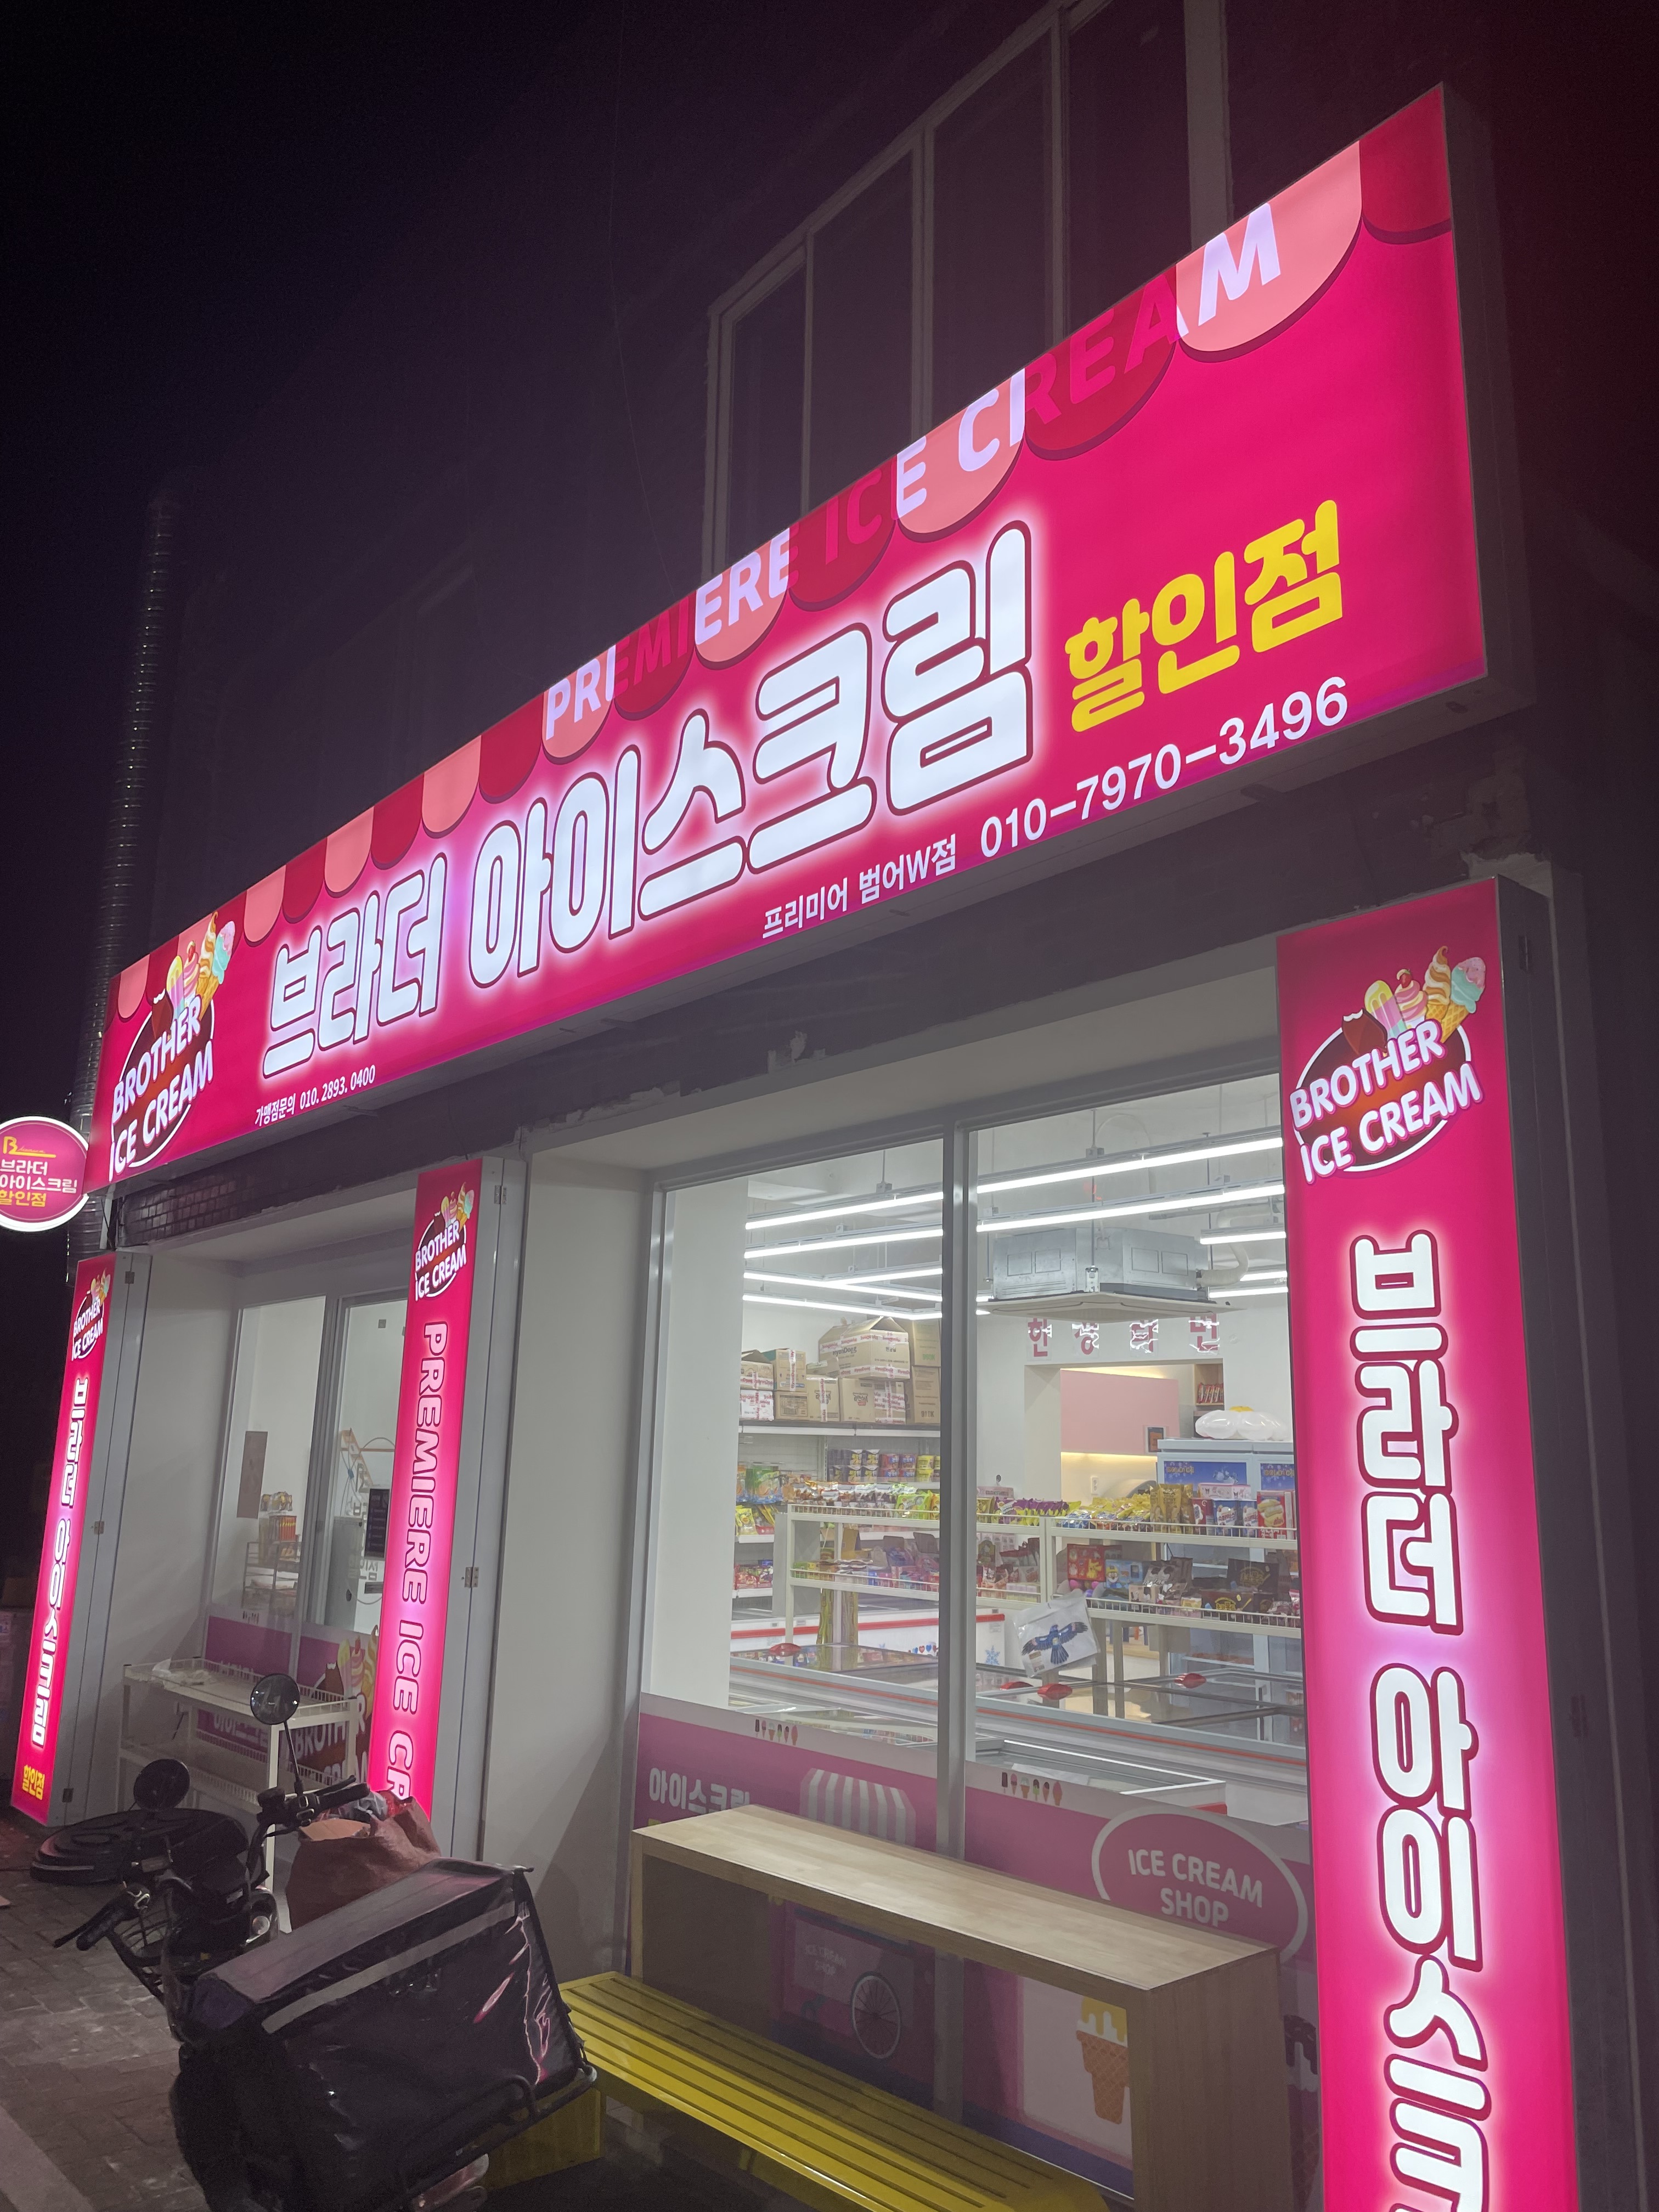 PREMIERE ICE CREAM
브라더 아이스크림 할인점
프리미어 범어W점 010-7970-3496
가맹점문의 010.2893.0400
BROTHER
ICE CREAM
브라더
아이스크림
할인점
BROTHER
ICE CREAM
브라더 아이스크림
할인점
BROTHER
ICE CREAM
PREMIERE ICE CR
BROTHER
ICE CREAM
브라더 아이스크
아이스크림
ICE CREAM
SHOP
BROTHER